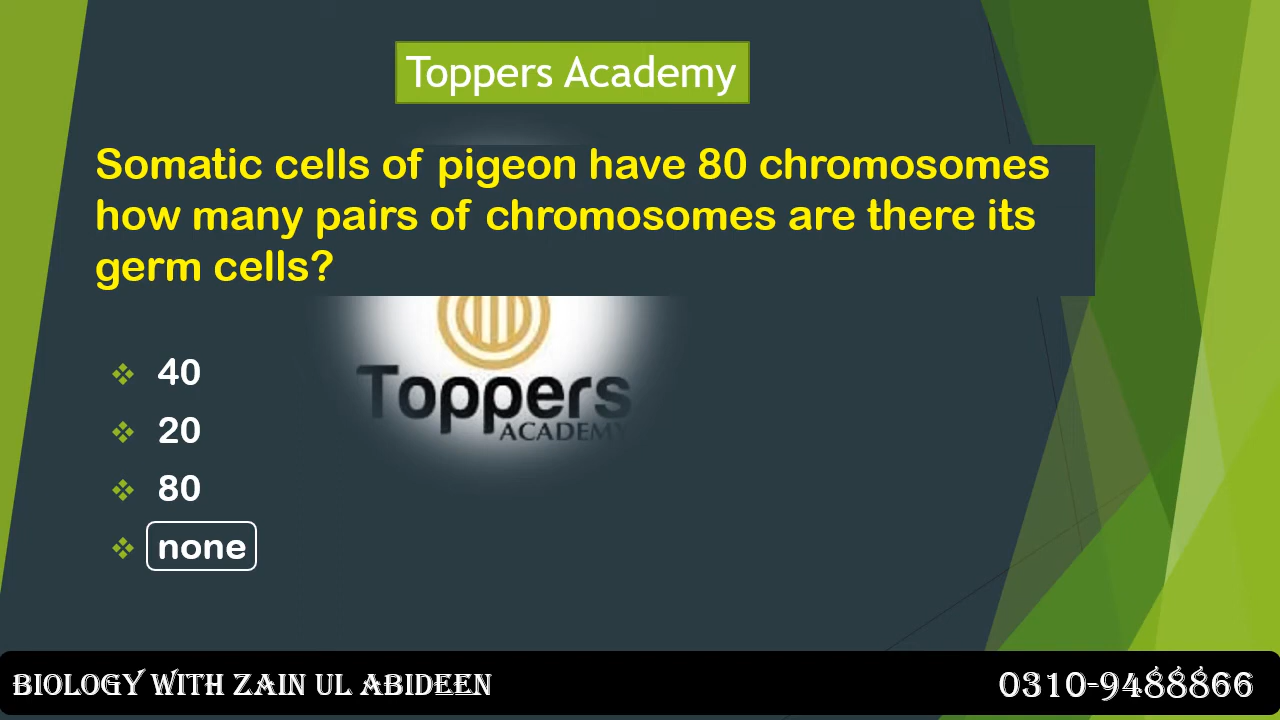 Toppers Academy
Somatic cells of pigeon have 80 chromosomes
how many pairs of chromosomes are there its
germ cells?
Toppers
ACADEMY
40
20
80
none
BIOLOGY WITH ZAIN UL ABIDEEN
0310-9488866